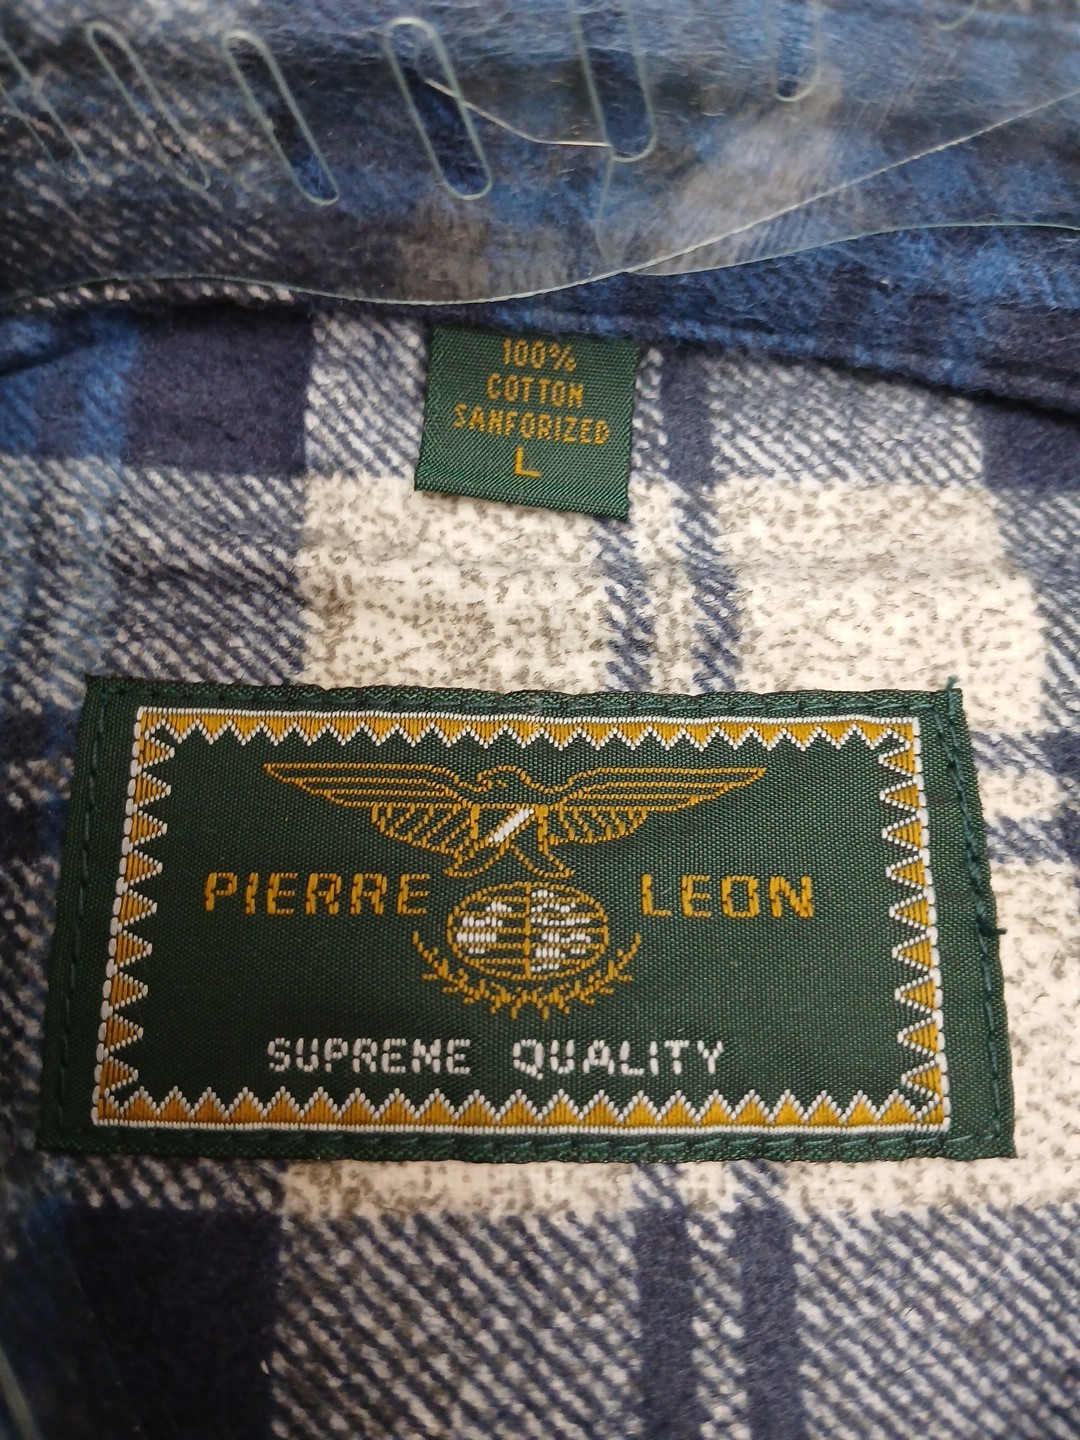 100%
COTTON
SANFORIZED
L
PIERRE LEON
SUPREME QUALITY